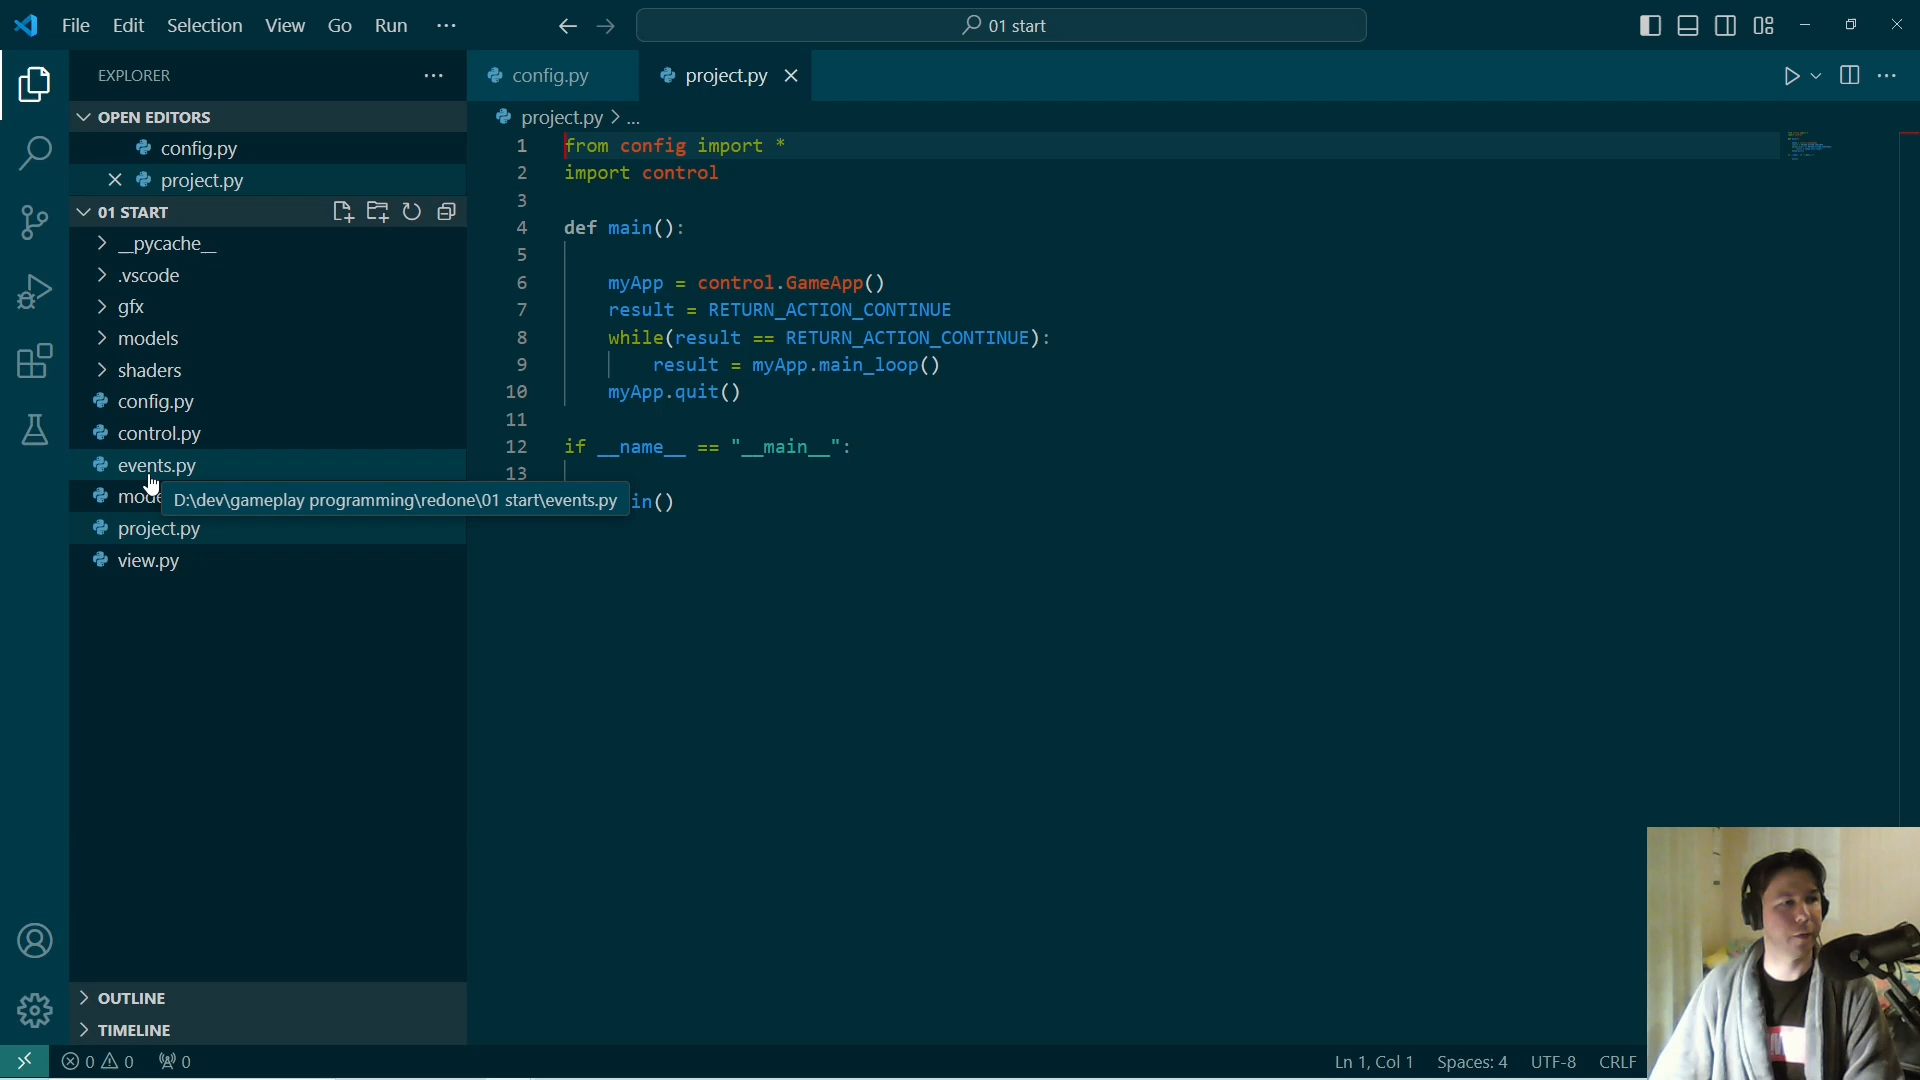 File Edit Selection View Go Run ···
01 start
EXPLORER
OPEN EDITORS
config.py
project.py
01 START
__pycache__
.vscode
gfx
models
shaders
config.py
control.py
events.py
mode
project.py
view.py
OUTLINE
TIMELINE
D:\dev\gameplay programming\redone\01 start\events.py
config.py project.py
project.py > ...
1 from config import *
2 import control
3
4 def main():
5
6 myApp = control.GameApp()
7 result = RETURN_ACTION_CONTINUE
8 while(result == RETURN_ACTION_CONTINUE):
9 result = myApp.main_loop()
10 myApp.quit()
11
12 if __name__ == "__main__":
13
in()
0 0 0
Ln 1, Col 1 Spaces: 4 UTF-8 CRLF